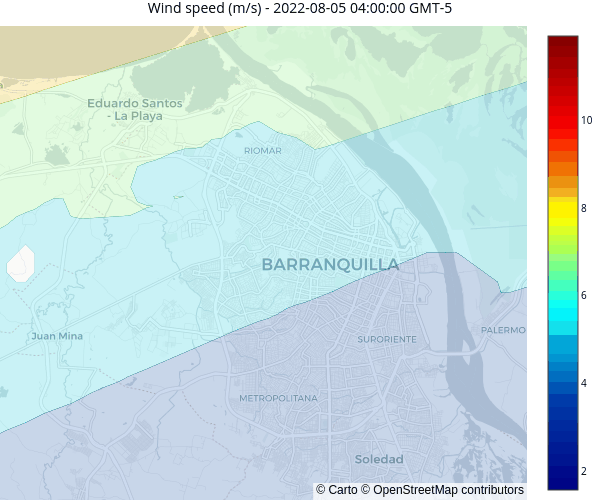 Wind speed (m/s) - 2022-08-05 04:00:00 GMT-5
Eduardo Santos
- La Playa
RIOMAR
BARRANQUILLA
Juan Mina
SURORIENTE
PALERMO
METROPOLITANA
Soledad
10
8
6
4
2
© Carto © OpenStreetMap contributors